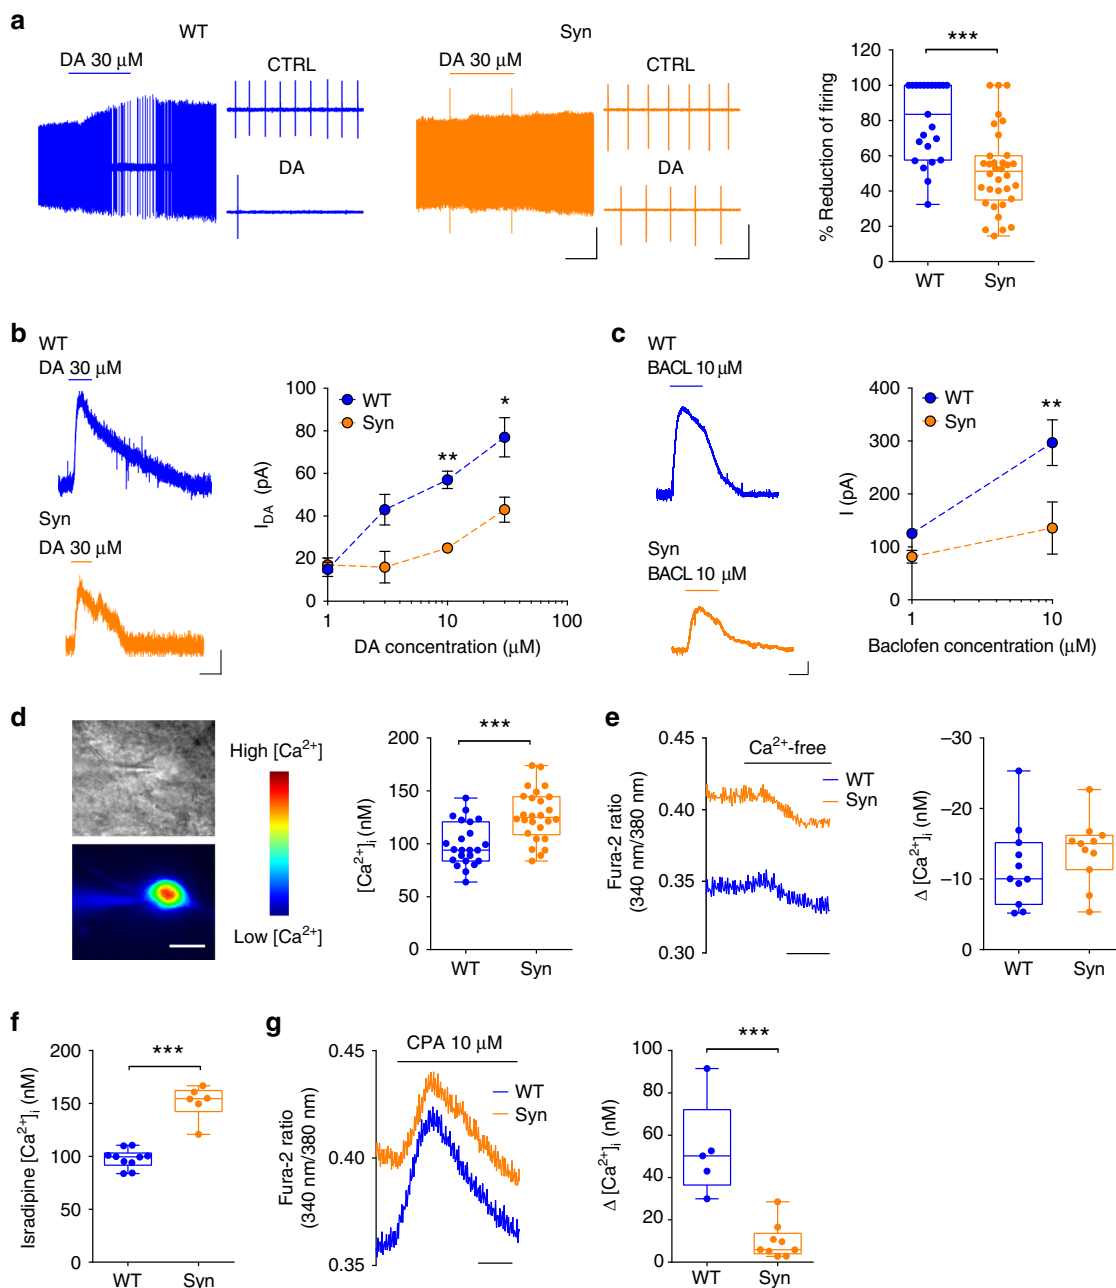 a
WT
DA 30 μM
CTRL
DA
Syn
DA 30 μM
CTRL
DA
% Reduction of firing
100
80
60
40
20
0
***
WT
Syn
b
WT
DA 30 μM
Syn
DA 30 μM
I_DA (pA)
100
80
60
40
20
0
WT
Syn
**
*
1
10
100
DA concentration (μM)
c
WT
BACL 10 μM
Syn
BACL 10 μM
I (pA)
400
300
200
100
0
WT
Syn
**
1
10
Baclofen concentration (μM)
d
High [Ca²⁺]
Low [Ca²⁺]
[Ca²⁺]ᵢ (nM)
200
150
100
50
0
***
WT
Syn
e
Fura-2 ratio
(340 nm/380 nm)
0.45
0.40
0.35
0.30
Ca²⁺-free
WT
Syn
Δ [Ca²⁺]ᵢ (nM)
–30
–20
–10
0
WT
Syn
f
Isradipine [Ca²⁺]ᵢ (nM)
200
150
100
50
0
***
WT
Syn
g
Fura-2 ratio
(340 nm/380 nm)
0.45
0.40
0.35
CPA 10 μM
WT
Syn
Δ [Ca²⁺]ᵢ (nM)
100
80
60
40
20
0
***
WT
Syn